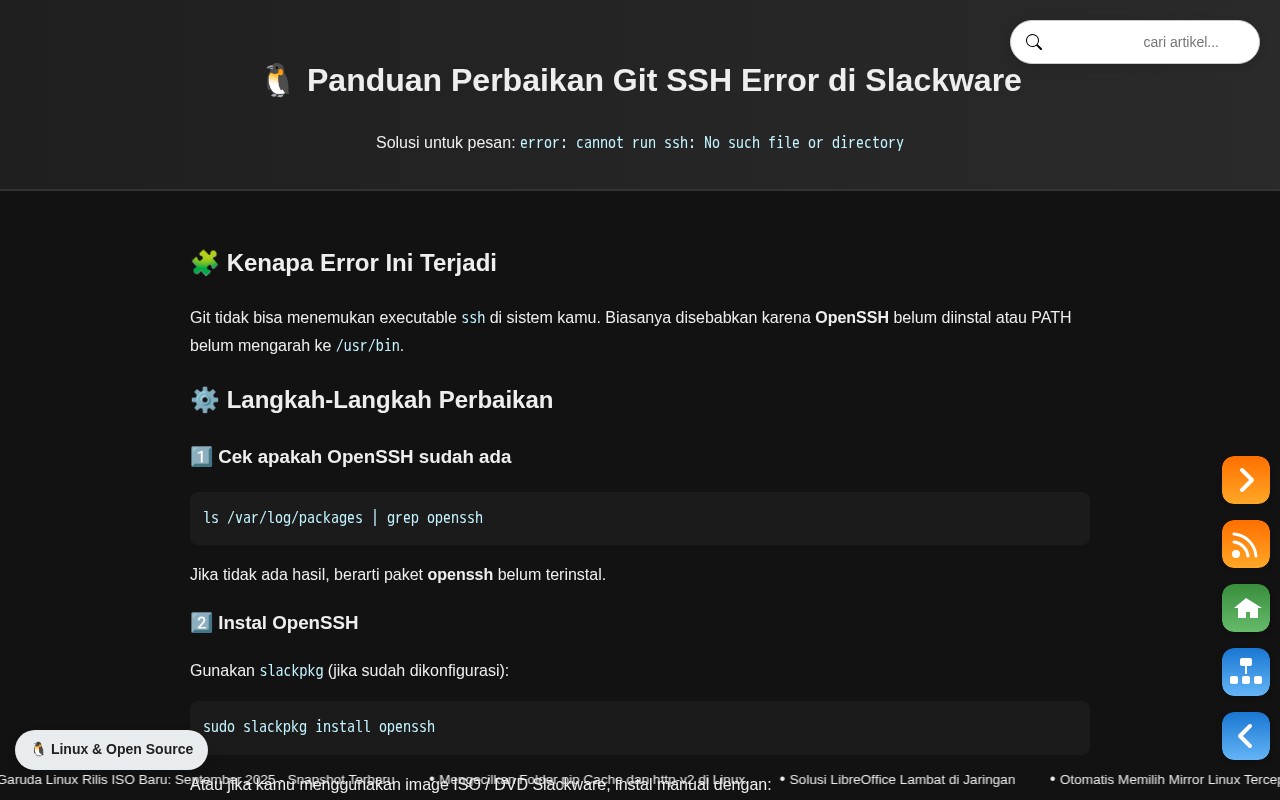 cari artikel...
🐧 Panduan Perbaikan Git SSH Error di Slackware
Solusi untuk pesan: error: cannot run ssh: No such file or directory
🧩 Kenapa Error Ini Terjadi
Git tidak bisa menemukan executable ssh di sistem kamu. Biasanya disebabkan karena OpenSSH belum diinstal atau PATH
belum mengarah ke /usr/bin.
⚙️ Langkah-Langkah Perbaikan
1️⃣ Cek apakah OpenSSH sudah ada
ls /var/log/packages | grep openssh
Jika tidak ada hasil, berarti paket openssh belum terinstal.
2️⃣ Instal OpenSSH
Gunakan slackpkg (jika sudah dikonfigurasi):
sudo slackpkg install openssh
🐧 Linux & Open Source
Garuda Linux Rilis ISO Baru: September 2025 - Snapshot Terbaru • Mengecilkan Folder pip Cache dan http-v2 di Linux • Solusi LibreOffice Lambat di Jaringan • Otomatis Memilih Mirror Linux Tercep
Atau jika kamu menggunakan image ISO / DVD Slackware, instal manual dengan: